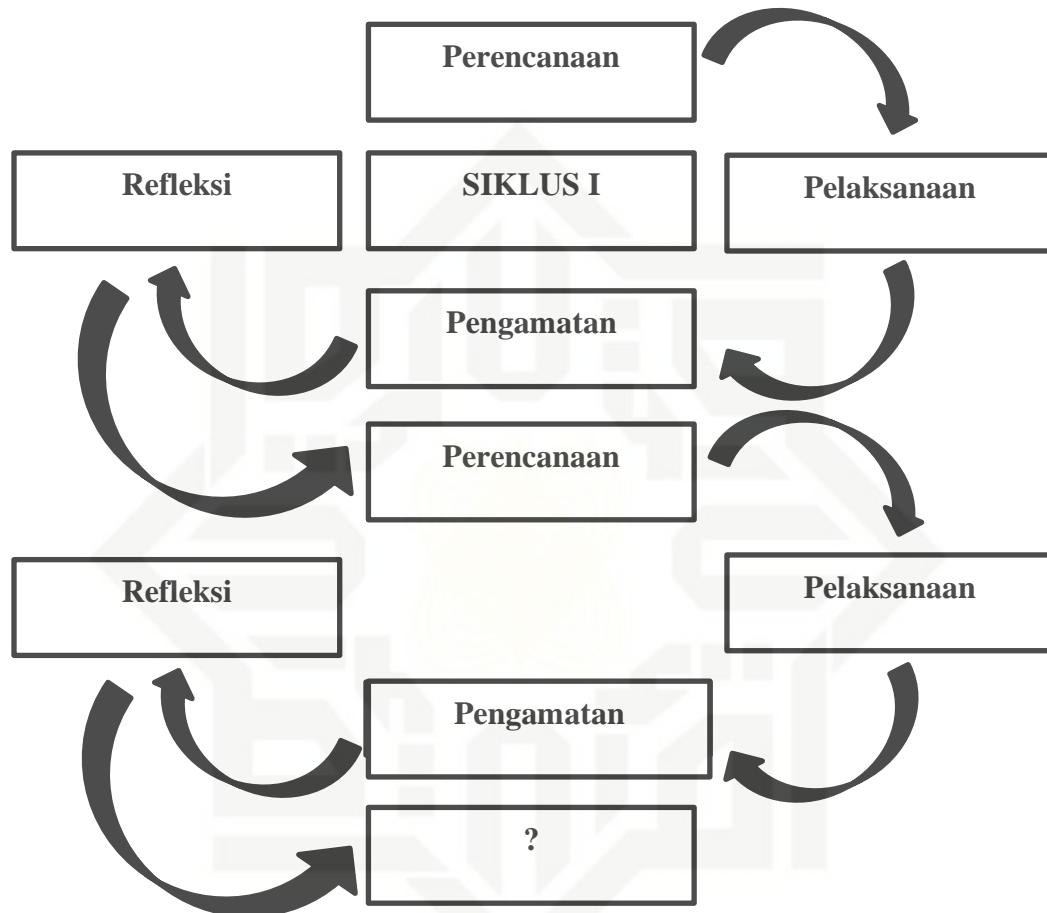 Perencanaan
Refleksi
SIKLUS I
Pelaksanaan
Pengamatan
Perencanaan
Refleksi
Pelaksanaan
Pengamatan
?